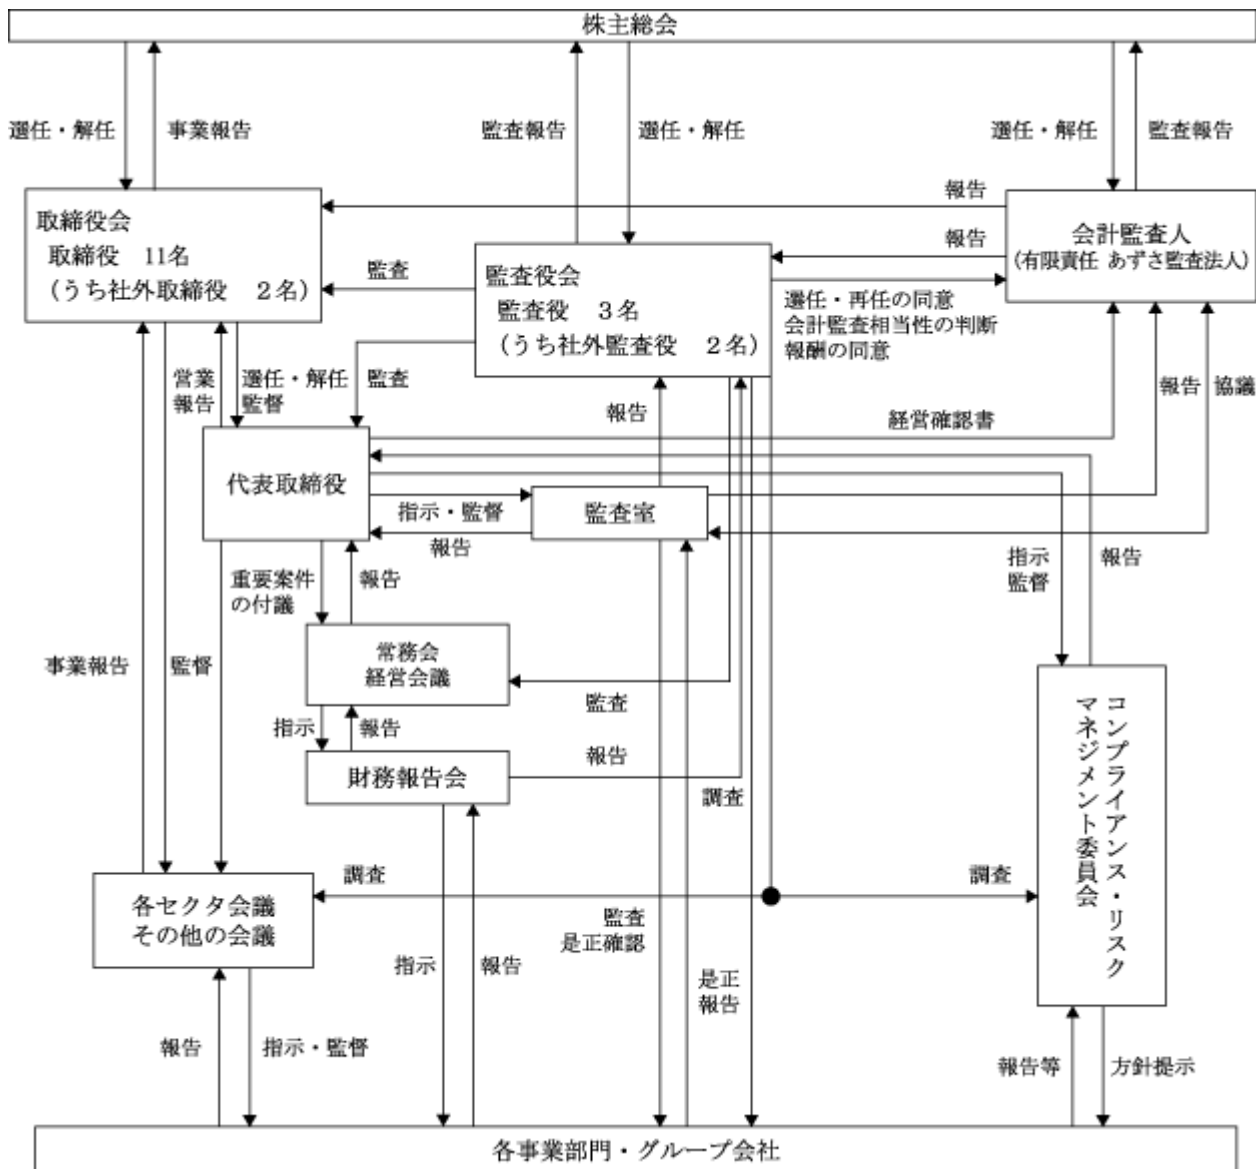 株主総会
選任・解任
事業報告
監査報告
選任・解任
選任・解任
監査報告
取締役会
取締役　11名
（うち社外取締役　２名）
報告
会計監査人
（有限責任 あずさ監査法人）
報告
監査
監査役会
監査役　３名
（うち社外監査役　２名）
選任・再任の同意
会計監査相当性の判断
報酬の同意
営業
報告
選任・解任
監督
監査
報告
経営確認書
報告
協議
代表取締役
指示・監督
報告
監査室
重要案件
の付議
報告
指示
監督
報告
常務会
経営会議
監査
事業報告
監督
指示
報告
財務報告会
報告
調査
コンプライアンス・リスク
マネジメント委員会
各セクタ会議
その他の会議
調査
調査
監査
是正確認
指示
報告
是正
報告
報告
指示・監督
報告等
方針提示
各事業部門・グループ会社